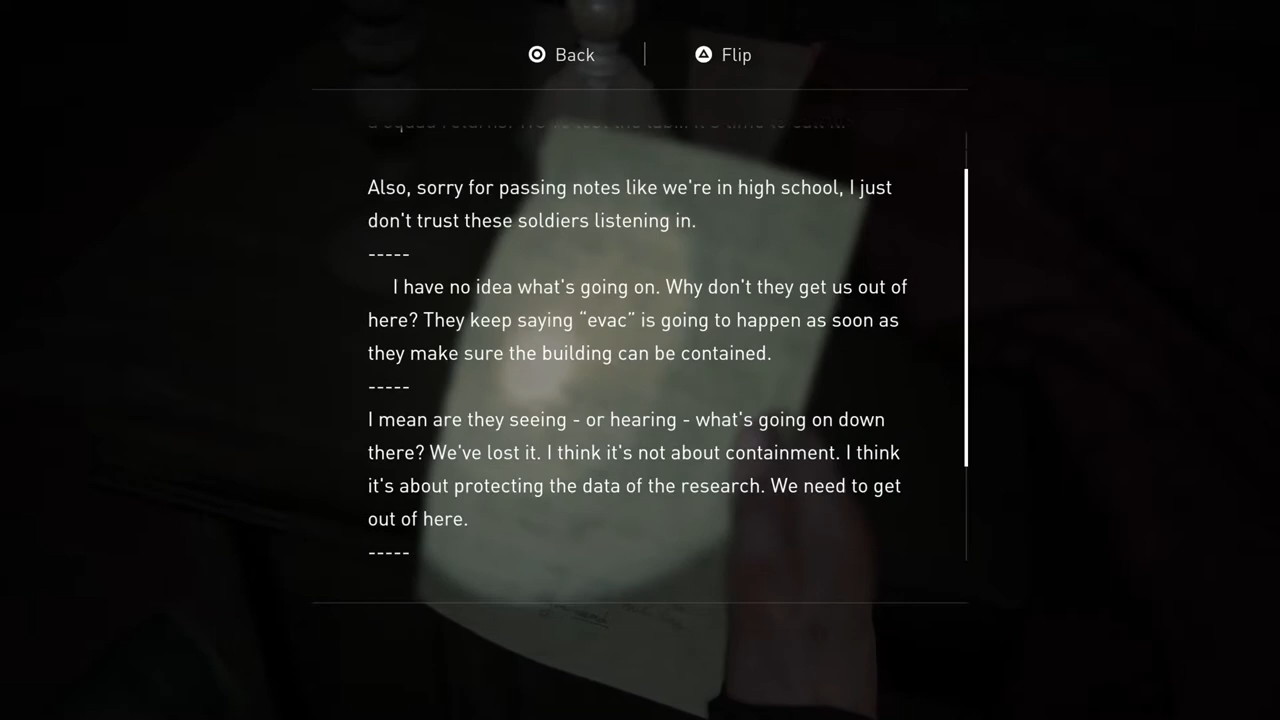 Back
Flip
Also, sorry for passing notes like we're in high school, I just
don't trust these soldiers listening in.
-----
I have no idea what's going on. Why don't they get us out of
here? They keep saying “evac” is going to happen as soon as
they make sure the building can be contained.
-----
I mean are they seeing - or hearing - what's going on down
there? We've lost it. I think it's not about containment. I think
it's about protecting the data of the research. We need to get
out of here.
-----